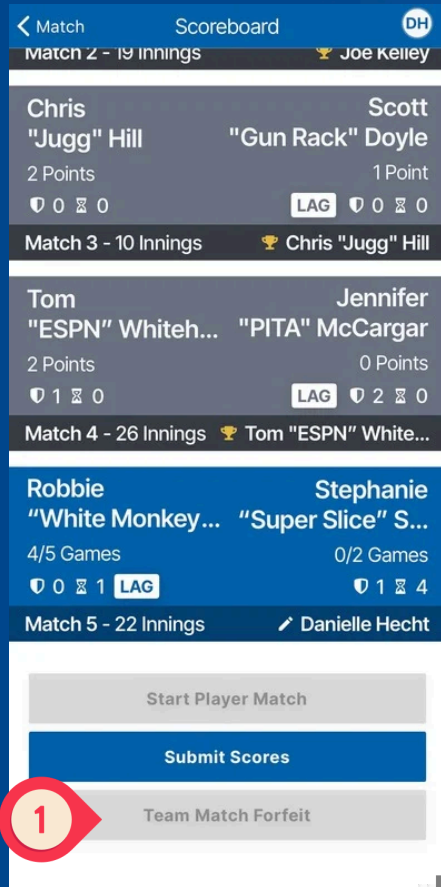 Match
Scoreboard
DH
Match 2 - 19 Innings
Joe Kelley
Chris
"Jugg" Hill
Scott
"Gun Rack" Doyle
2 Points
1 Point
0 0
LAG 0 0
Match 3 - 10 Innings
Chris "Jugg" Hill
Tom
"ESPN” Whiteh...
Jennifer
"PITA" McCargar
2 Points
0 Points
1 0
LAG 2 0
Match 4 - 26 Innings
Tom "ESPN” White...
Robbie
“White Monkey...
Stephanie
“Super Slice” S...
4/5 Games
0/2 Games
0 1 LAG
1 4
Match 5 - 22 Innings
Danielle Hecht
Start Player Match
Submit Scores
1
Team Match Forfeit